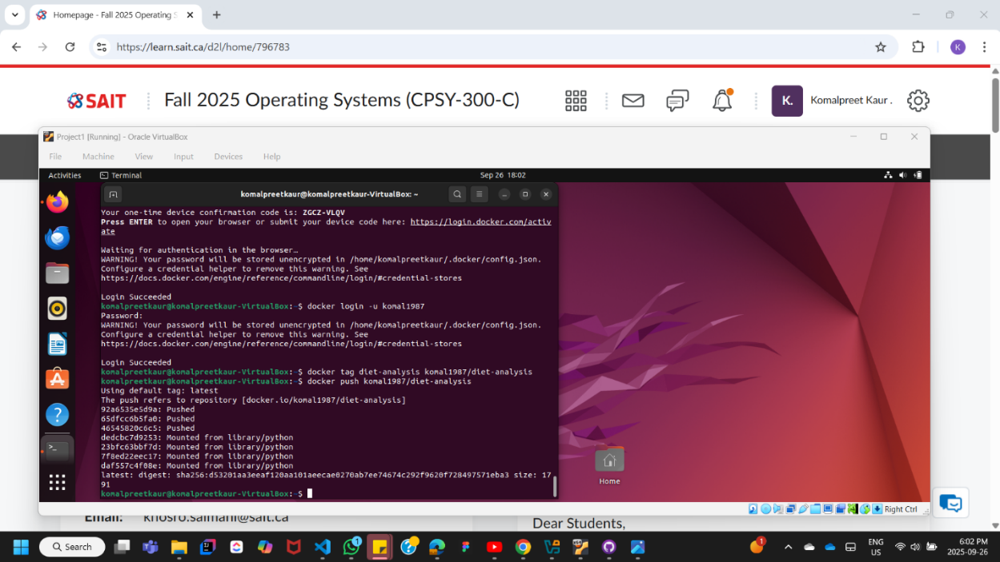 Homepage - Fall 2025 Operating S
https://learn.sait.ca/d2l/home/796783
K
SAIT
Fall 2025 Operating Systems (CPSY-300-C)
K.
Komalpreet Kaur .
Project1 [Running] - Oracle VirtualBox
File Machine View Input Devices Help
Activities
Terminal
Sep 26 18:02
komalpreetkaur@komalpreetkaur-VirtualBox: ~
Your one-time device confirmation code is: ZGCZ-VLQV
Press ENTER to open your browser or submit your device code here: https://login.docker.com/activ
ate
Waiting for authentication in the browser…
WARNING! Your password will be stored unencrypted in /home/komalpreetkaur/.docker/config.json.
Configure a credential helper to remove this warning. See
https://docs.docker.com/engine/reference/commandline/login/#credential-stores
Login Succeeded
komalpreetkaur@komalpreetkaur-VirtualBox:~$ docker login -u komal1987
Password:
WARNING! Your password will be stored unencrypted in /home/komalpreetkaur/.docker/config.json.
Configure a credential helper to remove this warning. See
https://docs.docker.com/engine/reference/commandline/login/#credential-stores
Login Succeeded
komalpreetkaur@komalpreetkaur-VirtualBox:~$ docker tag diet-analysis komal1987/diet-analysis
komalpreetkaur@komalpreetkaur-VirtualBox:~$ docker push komal1987/diet-analysis
Using default tag: latest
The push refers to repository [docker.io/komal1987/diet-analysis]
92a6535e5d9a: Pushed
65dfcc6b5fa0: Pushed
46545820c6c5: Pushed
dedcbc7d9253: Mounted from library/python
23bfc63bbf7d: Mounted from library/python
7f8ed22eec17: Mounted from library/python
daf557c4f08e: Mounted from library/python
latest: digest: sha256:d53201aa3eeaf120aa101aeecae0270ab7ee74674c292f9620f728497571eba3 size: 17
91
komalpreetkaur@komalpreetkaur-VirtualBox:~$
Home
Right Ctrl
Email: khosro.salmani@sait.ca
Dear Students,
Search
1
1
ENG
US
6:02 PM
2025-09-26